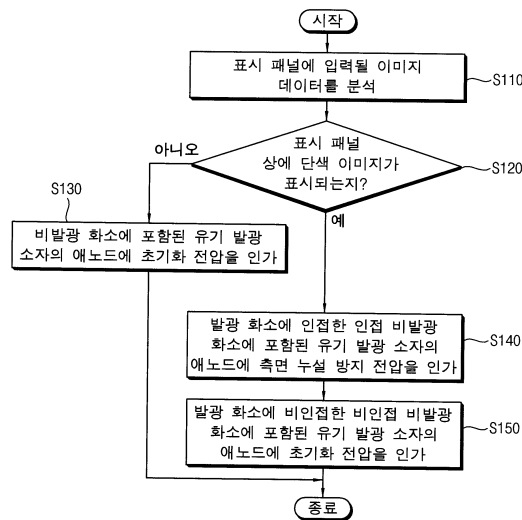 시작
표시 패널에 입력될 이미지
데이터를 분석
S110
표시 패널
상에 단색 이미지가
표시되는지?
S120
아니오
예
S130
비발광 화소에 포함된 유기 발광
소자의 애노드에 초기화 전압을 인가
발광 화소에 인접한 인접 비발광
화소에 포함된 유기 발광 소자의
애노드에 측면 누설 방지 전압을 인가
S140
발광 화소에 비인접한 비인접 비발광
화소에 포함된 유기 발광 소자의
애노드에 초기화 전압을 인가
S150
종료